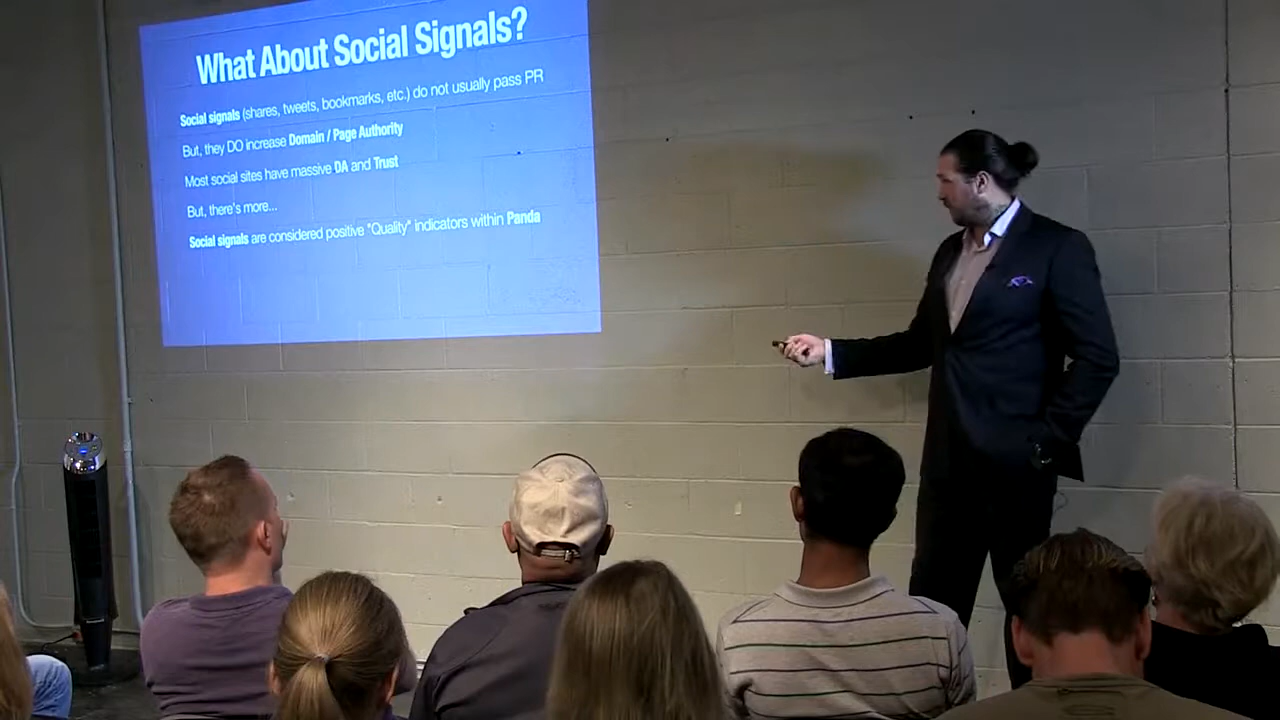 What About Social Signals?
Social signals (shares, tweets, bookmarks, etc.) do not usually pass PR
But, they DO increase Domain / Page Authority
Most social sites have massive DA and Trust
But, there's more...
Social signals are considered positive "Quality" indicators within Panda